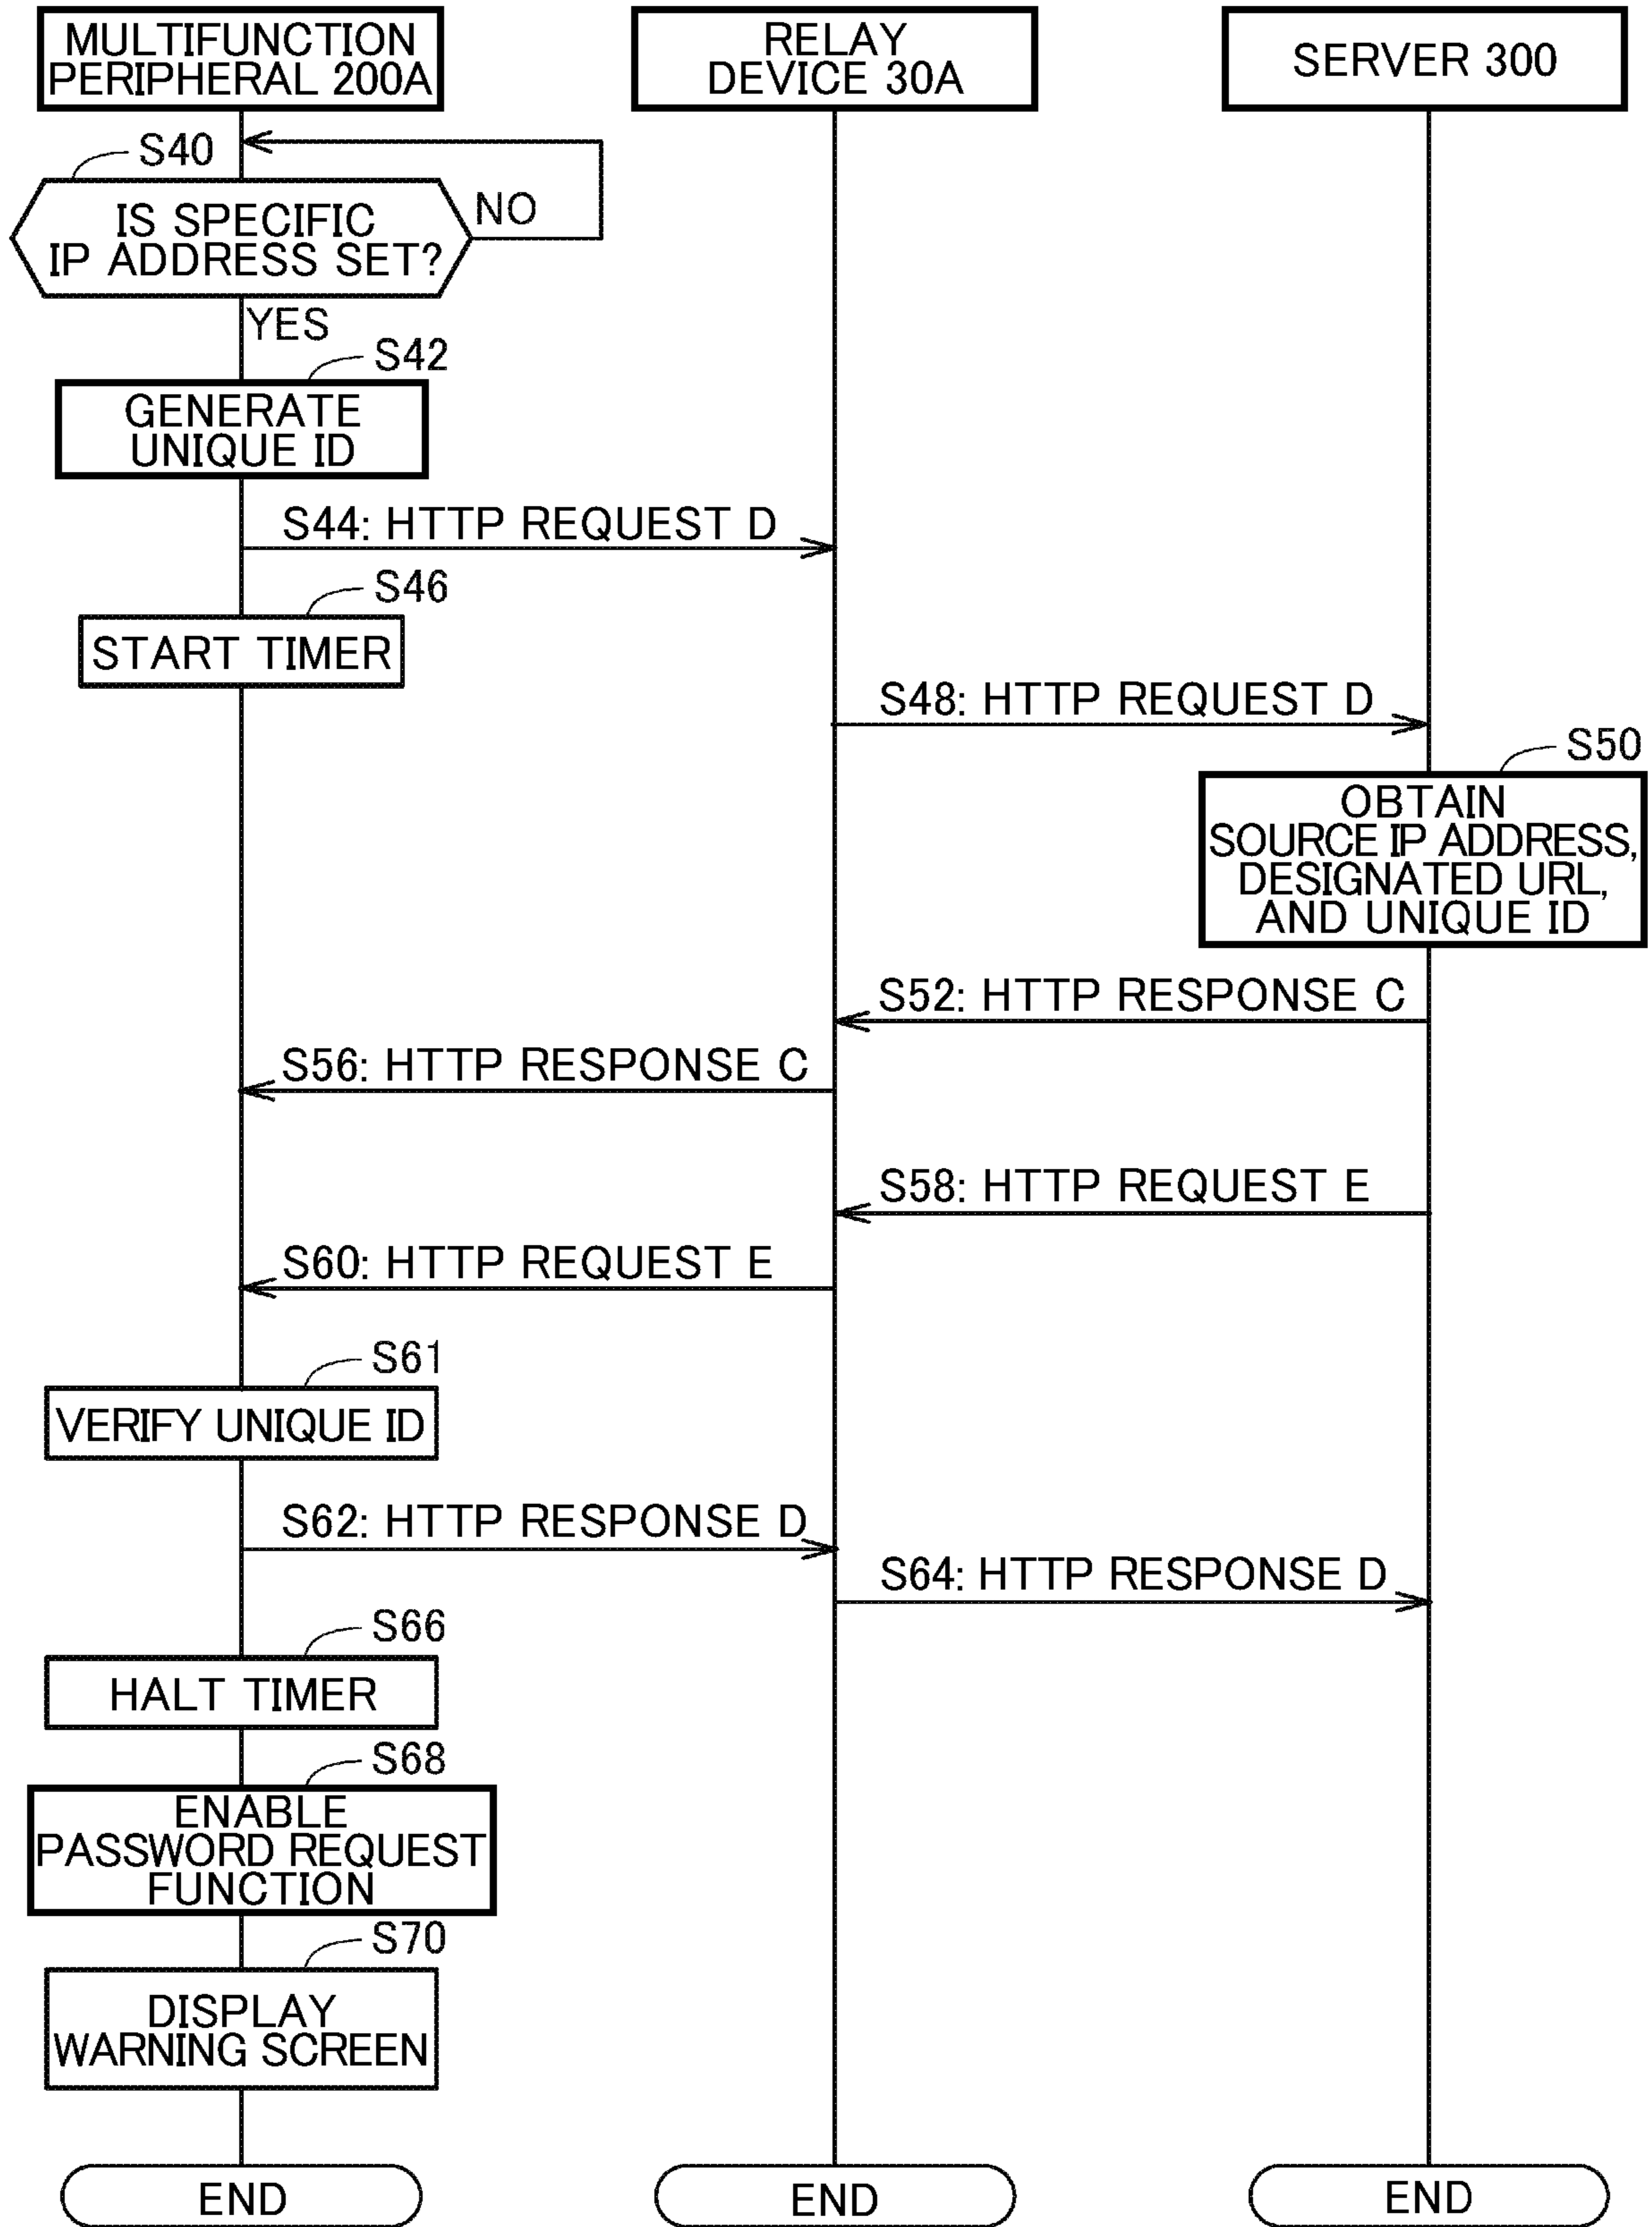 MULTIFUNCTION
PERIPHERAL 200A
RELAY
DEVICE 30A
SERVER 300
S40
IS SPECIFIC
IP ADDRESS SET?
NO
YES
S42
GENERATE
UNIQUE ID
S44: HTTP REQUEST D
S46
START TIMER
S48: HTTP REQUEST D
S50
OBTAIN
SOURCE IP ADDRESS,
DESIGNATED URL,
AND UNIQUE ID
S52: HTTP RESPONSE C
S56: HTTP RESPONSE C
S58: HTTP REQUEST E
S60: HTTP REQUEST E
S61
VERIFY UNIQUE ID
S62: HTTP RESPONSE D
S64: HTTP RESPONSE D
S66
HALT TIMER
S68
ENABLE
PASSWORD REQUEST
FUNCTION
S70
DISPLAY
WARNING SCREEN
END
END
END